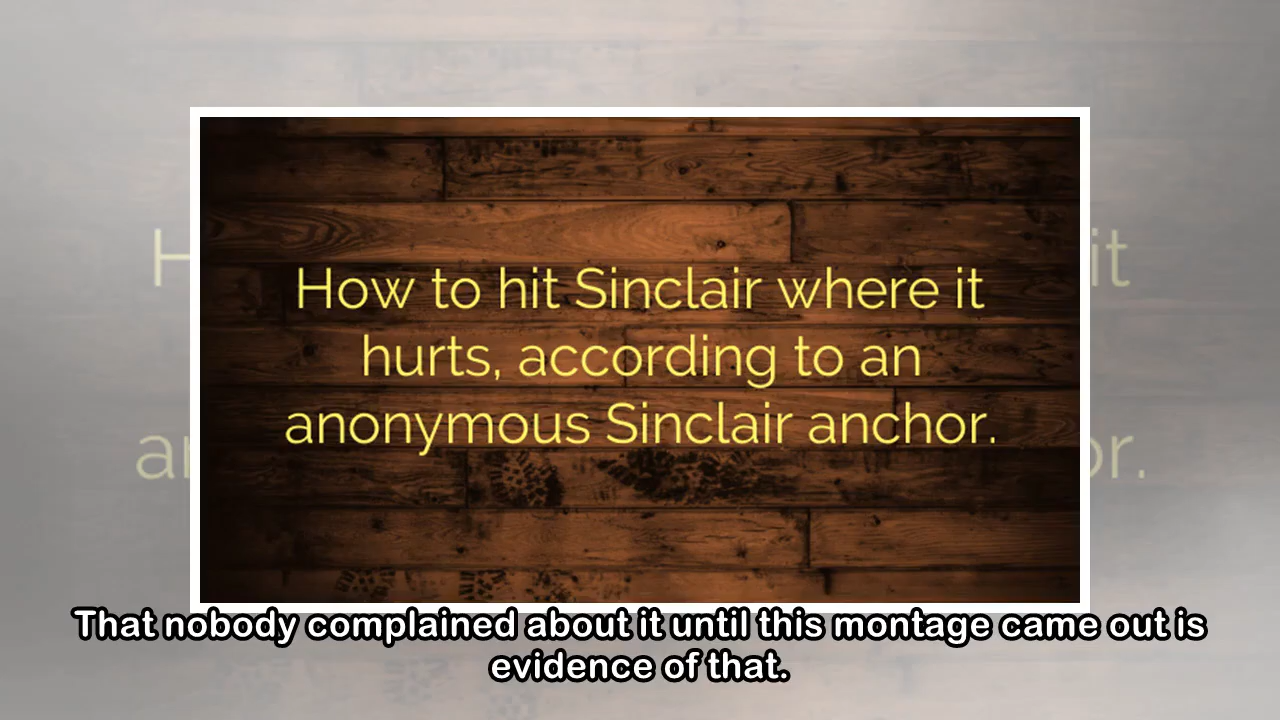 How to hit Sinclair where it
hurts, according to an
anonymous Sinclair anchor.
That nobody complained about it until this montage came out is
evidence of that.